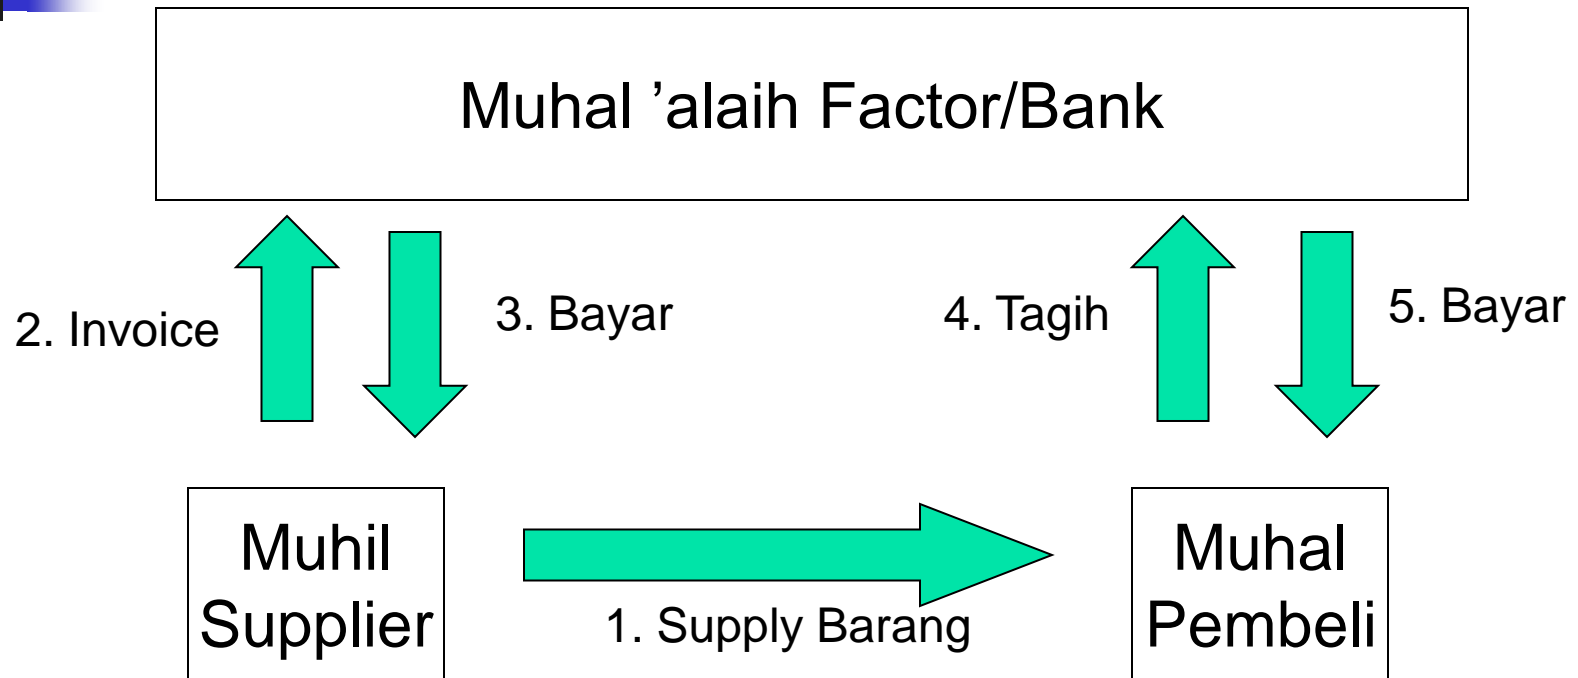 Muhal ’alaih Factor/Bank
2. Invoice
3. Bayar
4. Tagih
5. Bayar
Muhil
Supplier
1. Supply Barang
Muhal
Pembeli